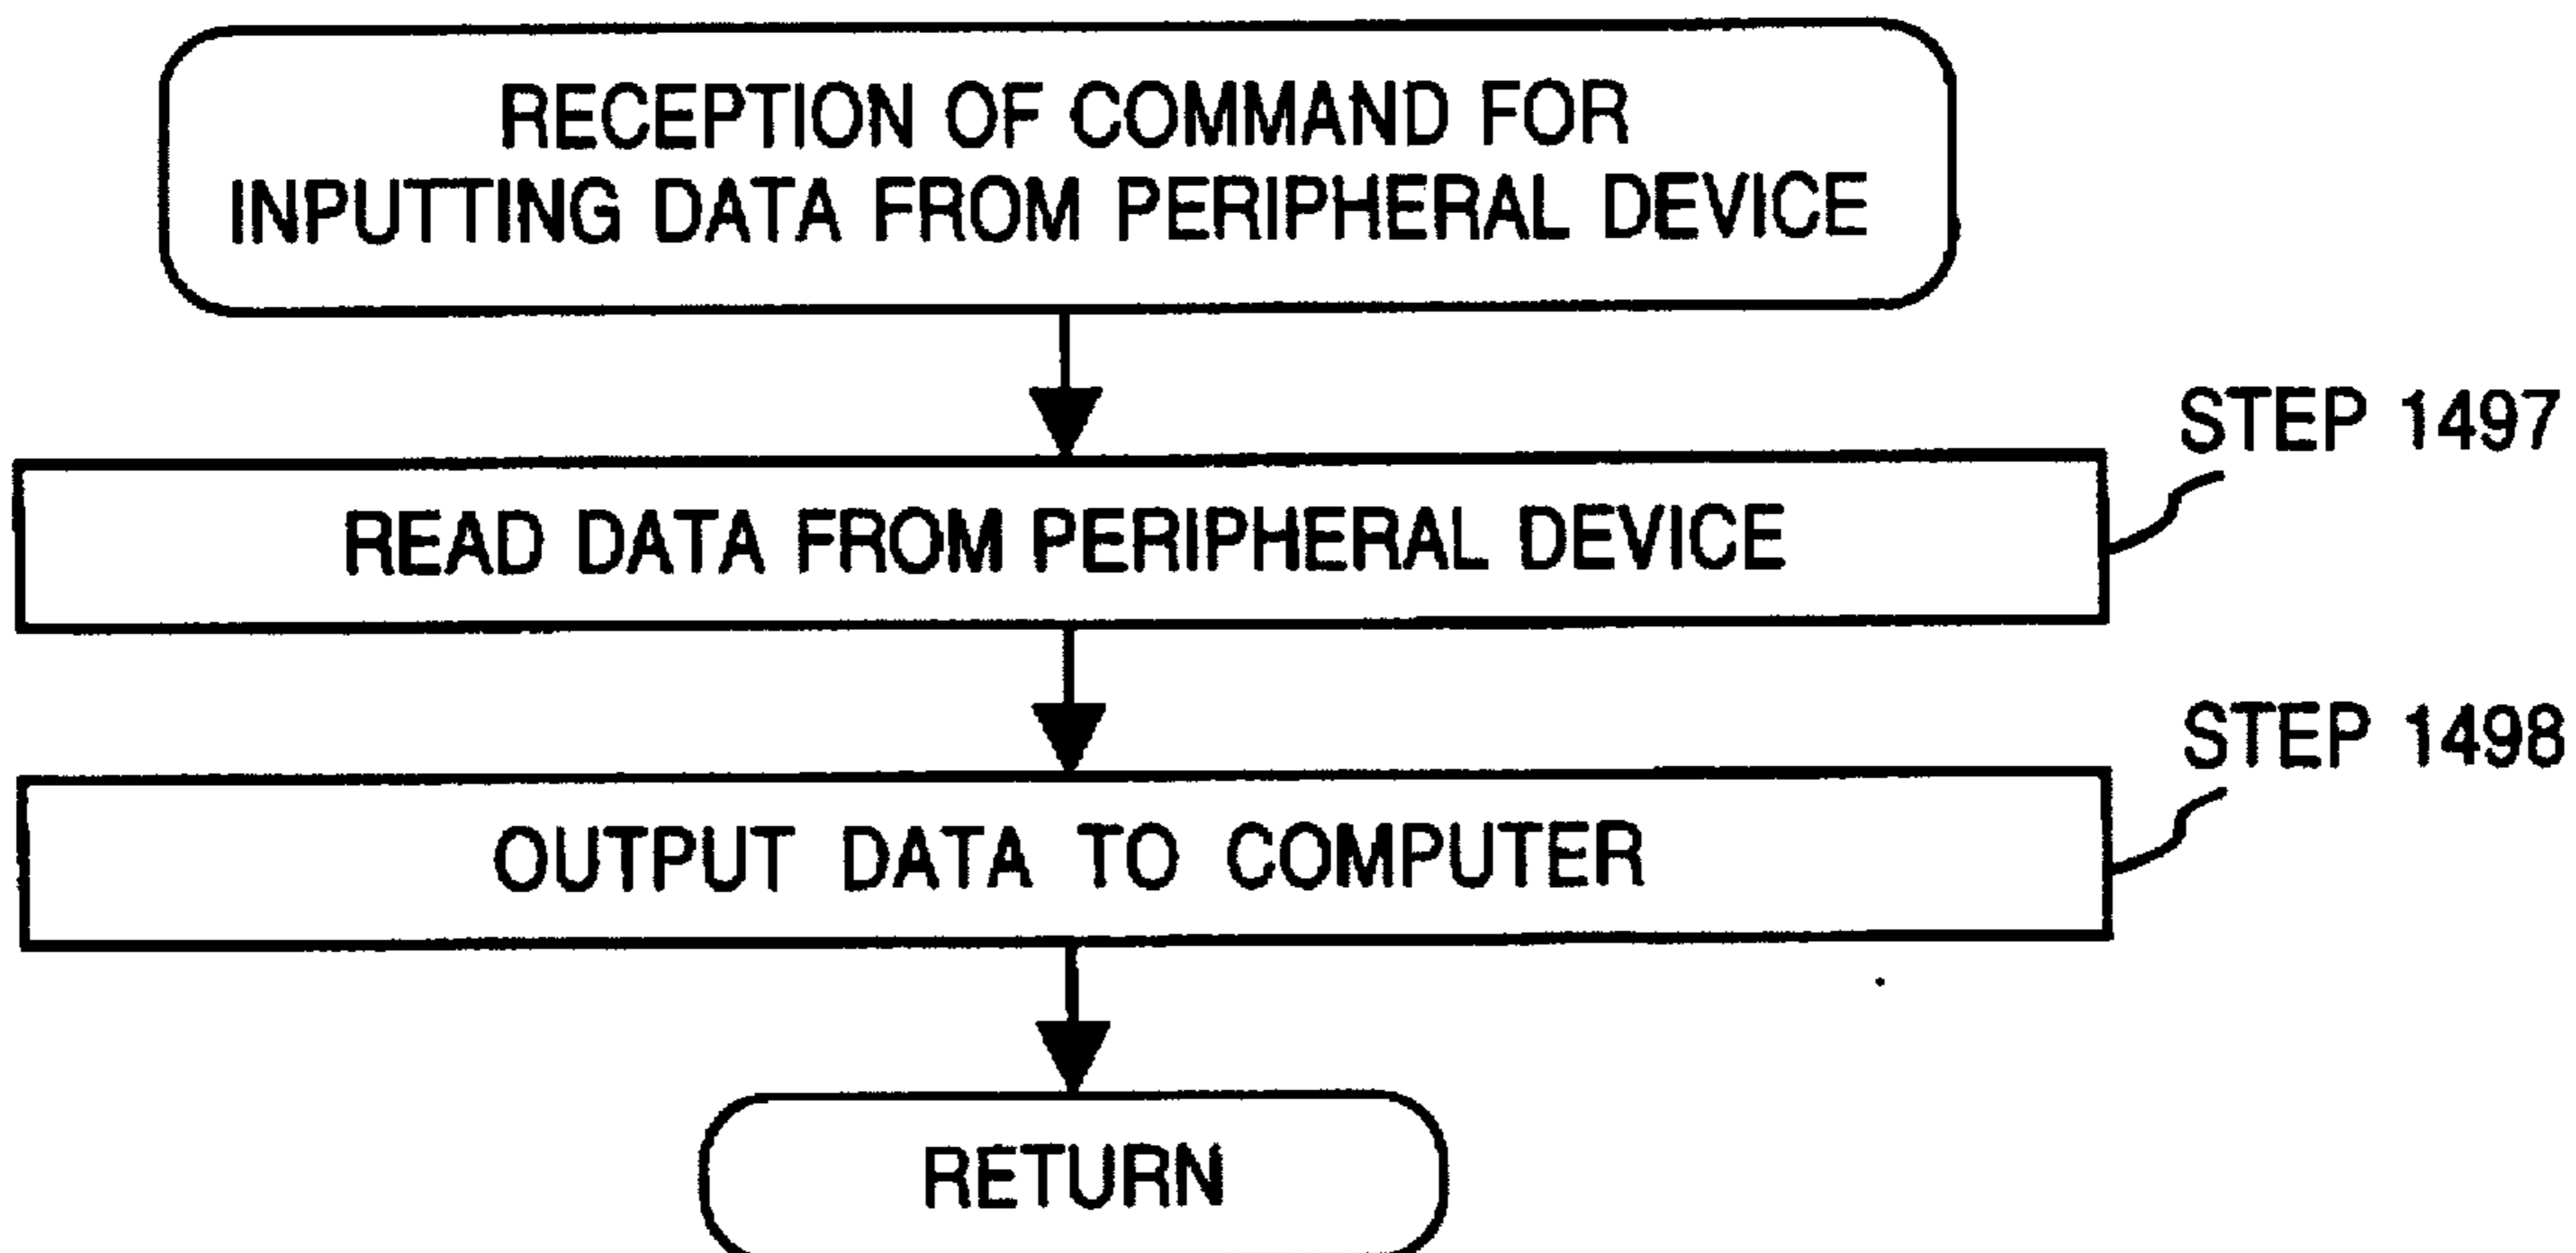 RECEPTION OF COMMAND FOR
INPUTTING DATA FROM PERIPHERAL DEVICE
STEP 1497
READ DATA FROM PERIPHERAL DEVICE
STEP 1498
OUTPUT DATA TO COMPUTER
RETURN